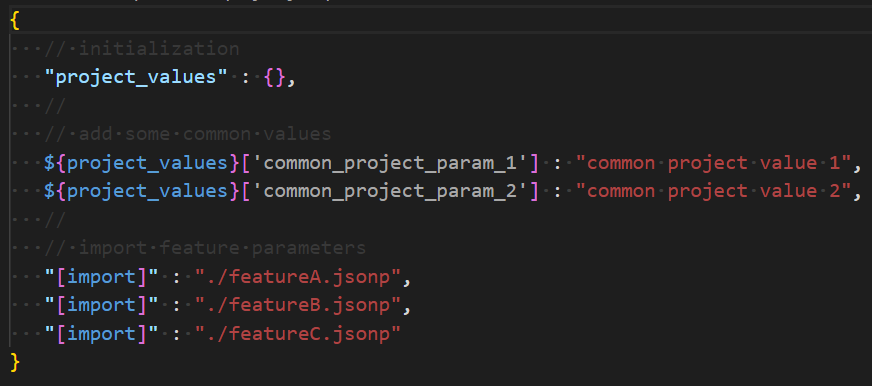 {
// initialization
"project_values" : {},
//
// add some common values
${project_values}['common_project_param_1'] : "common project value 1",
${project_values}['common_project_param_2'] : "common project value 2",
//
// import feature parameters
"[import]" : "./featureA.jsonp",
"[import]" : "./featureB.jsonp",
"[import]" : "./featureC.jsonp"
}